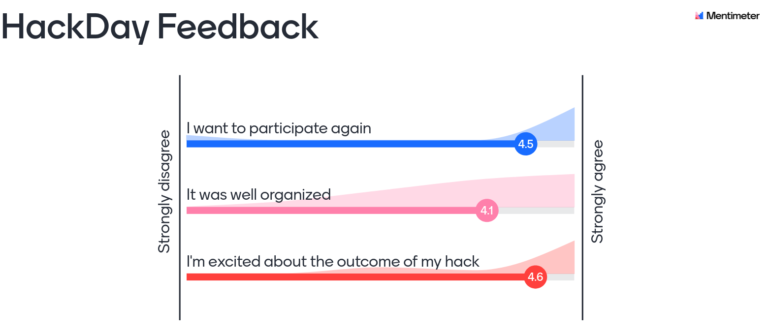 HackDay Feedback
Mentimeter
Strongly disagree
I want to participate again
4.5
It was well organized
4.1
I'm excited about the outcome of my hack
4.6
Strongly agree